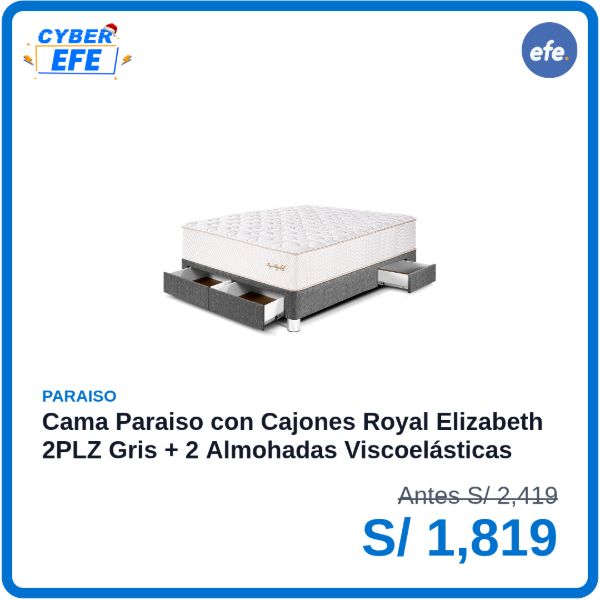 CYBER
EFE
efe.
PARAISO
Cama Paraiso con Cajones Royal Elizabeth
2PLZ Gris + 2 Almohadas Viscoelásticas
Antes S/ 2,419
S/ 1,819